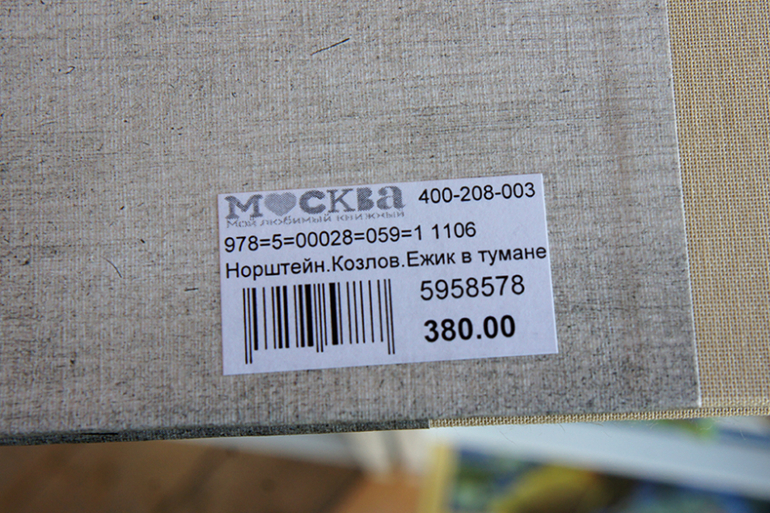 МОСКВА 400-208-003
Мой любимый книжный
978=5=00028=059=1 1106
Норштейн.Козлов.Ежик в тумане
5958578
380.00